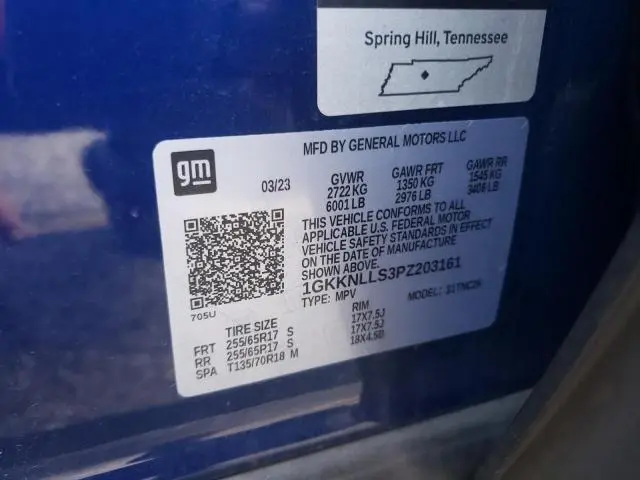 Spring Hill, Tennessee
MFD BY GENERAL MOTORS LLC
gm
03/23
GVWR GAWR FRT GAWR RR
2722 KG 1350 KG 1545 KG
6001 LB 2976 LB 3406 LB
THIS VEHICLE CONFORMS TO ALL
APPLICABLE U.S. FEDERAL MOTOR
VEHICLE SAFETY STANDARDS IN EFFECT
ON THE DATE OF MANUFACTURE
SHOWN ABOVE.
1GKKNLLS3PZ203161
TYPE: MPV MODEL:
705U
TIRE SIZE RIM
FRT 255/65R17 S 17X7.5J
RR 255/65R17 S 17X7.5J
SPA T135/70R18 M 18X4.5B